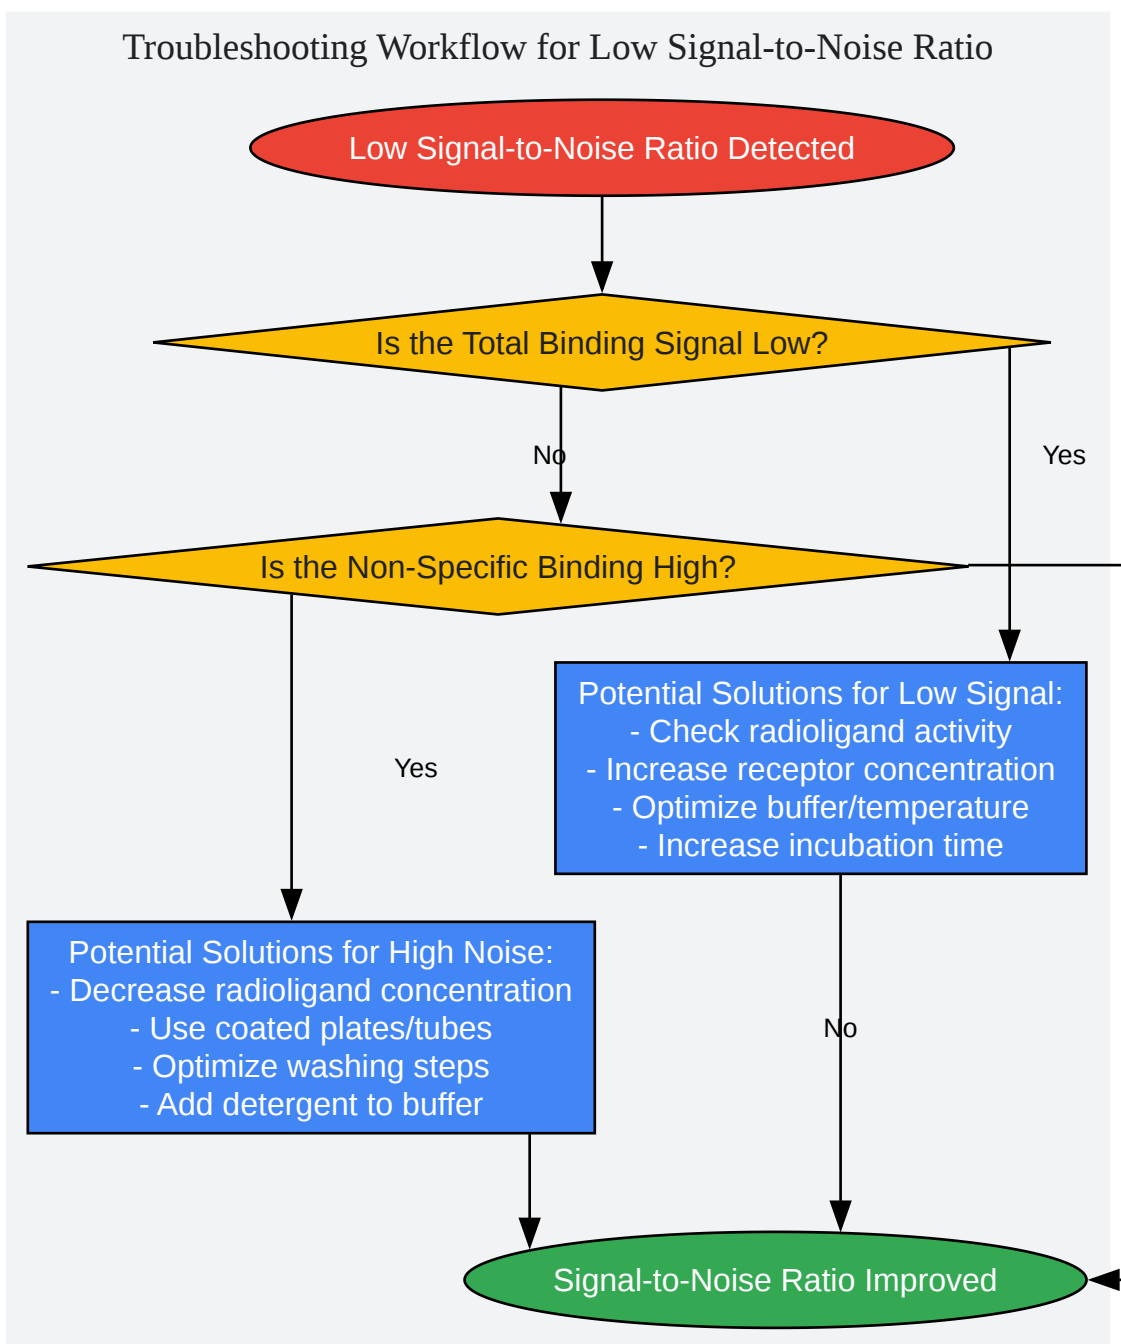 Troubleshooting Workflow for Low Signal-to-Noise Ratio
Low Signal-to-Noise Ratio Detected
Is the Total Binding Signal Low?
No
Yes
Is the Non-Specific Binding High?
Potential Solutions for Low Signal:
- Check radioligand activity
- Increase receptor concentration
- Optimize buffer/temperature
- Increase incubation time
Yes
Potential Solutions for High Noise:
- Decrease radioligand concentration
- Use coated plates/tubes
- Optimize washing steps
- Add detergent to buffer
No
Signal-to-Noise Ratio Improved